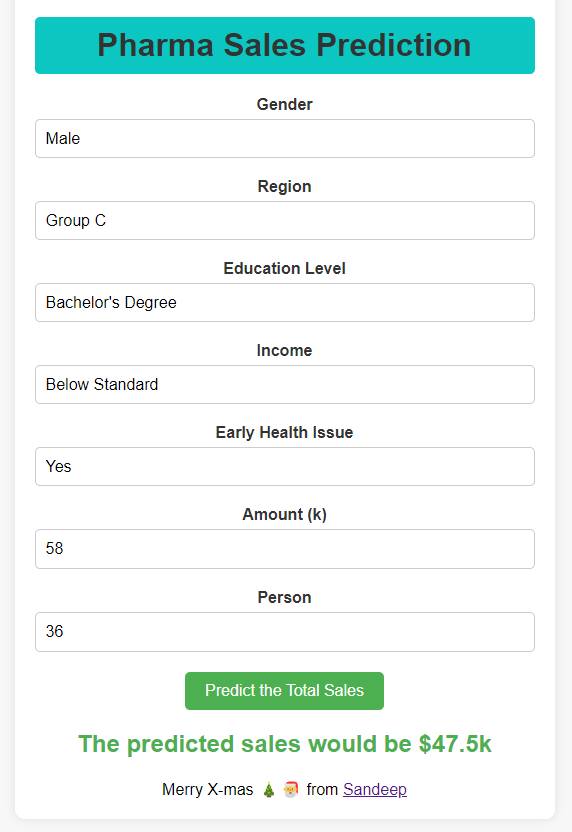 Pharma Sales Prediction
Gender
Male
Region
Group C
Education Level
Bachelor's Degree
Income
Below Standard
Early Health Issue
Yes
Amount (k)
58
Person
36
Predict the Total Sales
The predicted sales would be $47.5k
Merry X-mas 🎄 🎅 from Sandeep